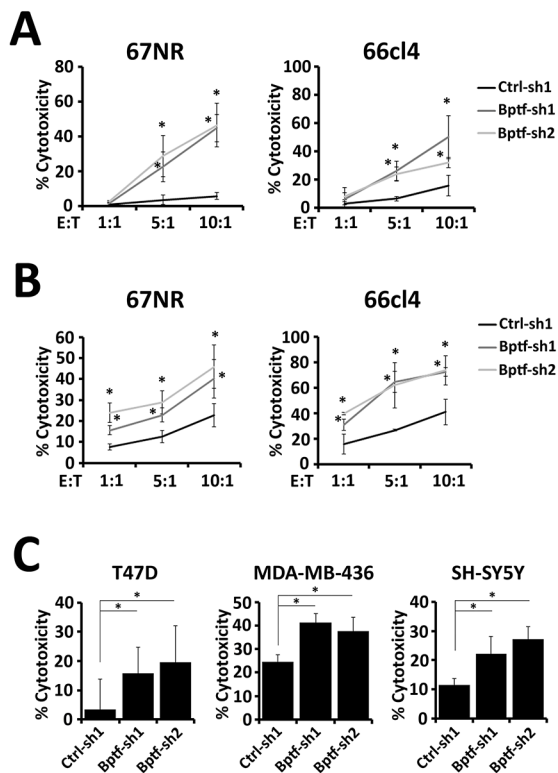 A
67NR
66cl4
% Cytotoxicity
80
60
40
20
0
E:T 1:1 5:1 10:1
% Cytotoxicity
100
80
60
40
20
0
E:T 1:1 5:1 10:1
Ctrl-sh1
Bptf-sh1
Bptf-sh2
* * * *
* * * *
B
67NR
66cl4
% Cytotoxicity
60
50
40
30
20
10
0
E:T 1:1 5:1 10:1
% Cytotoxicity
100
80
60
40
20
0
E:T 1:1 5:1 10:1
Ctrl-sh1
Bptf-sh1
Bptf-sh2
* * * * * *
* * * * * *
C
T47D
% Cytotoxicity
40
30
20
10
0
* *
Ctrl-sh1 Bptf-sh1 Bptf-sh2
MDA-MB-436
% Cytotoxicity
50
40
30
20
10
0
* *
Ctrl-sh1 Bptf-sh1 Bptf-sh2
SH-SY5Y
% Cytotoxicity
40
30
20
10
0
* *
Ctrl-sh1 Bptf-sh1 Bptf-sh2